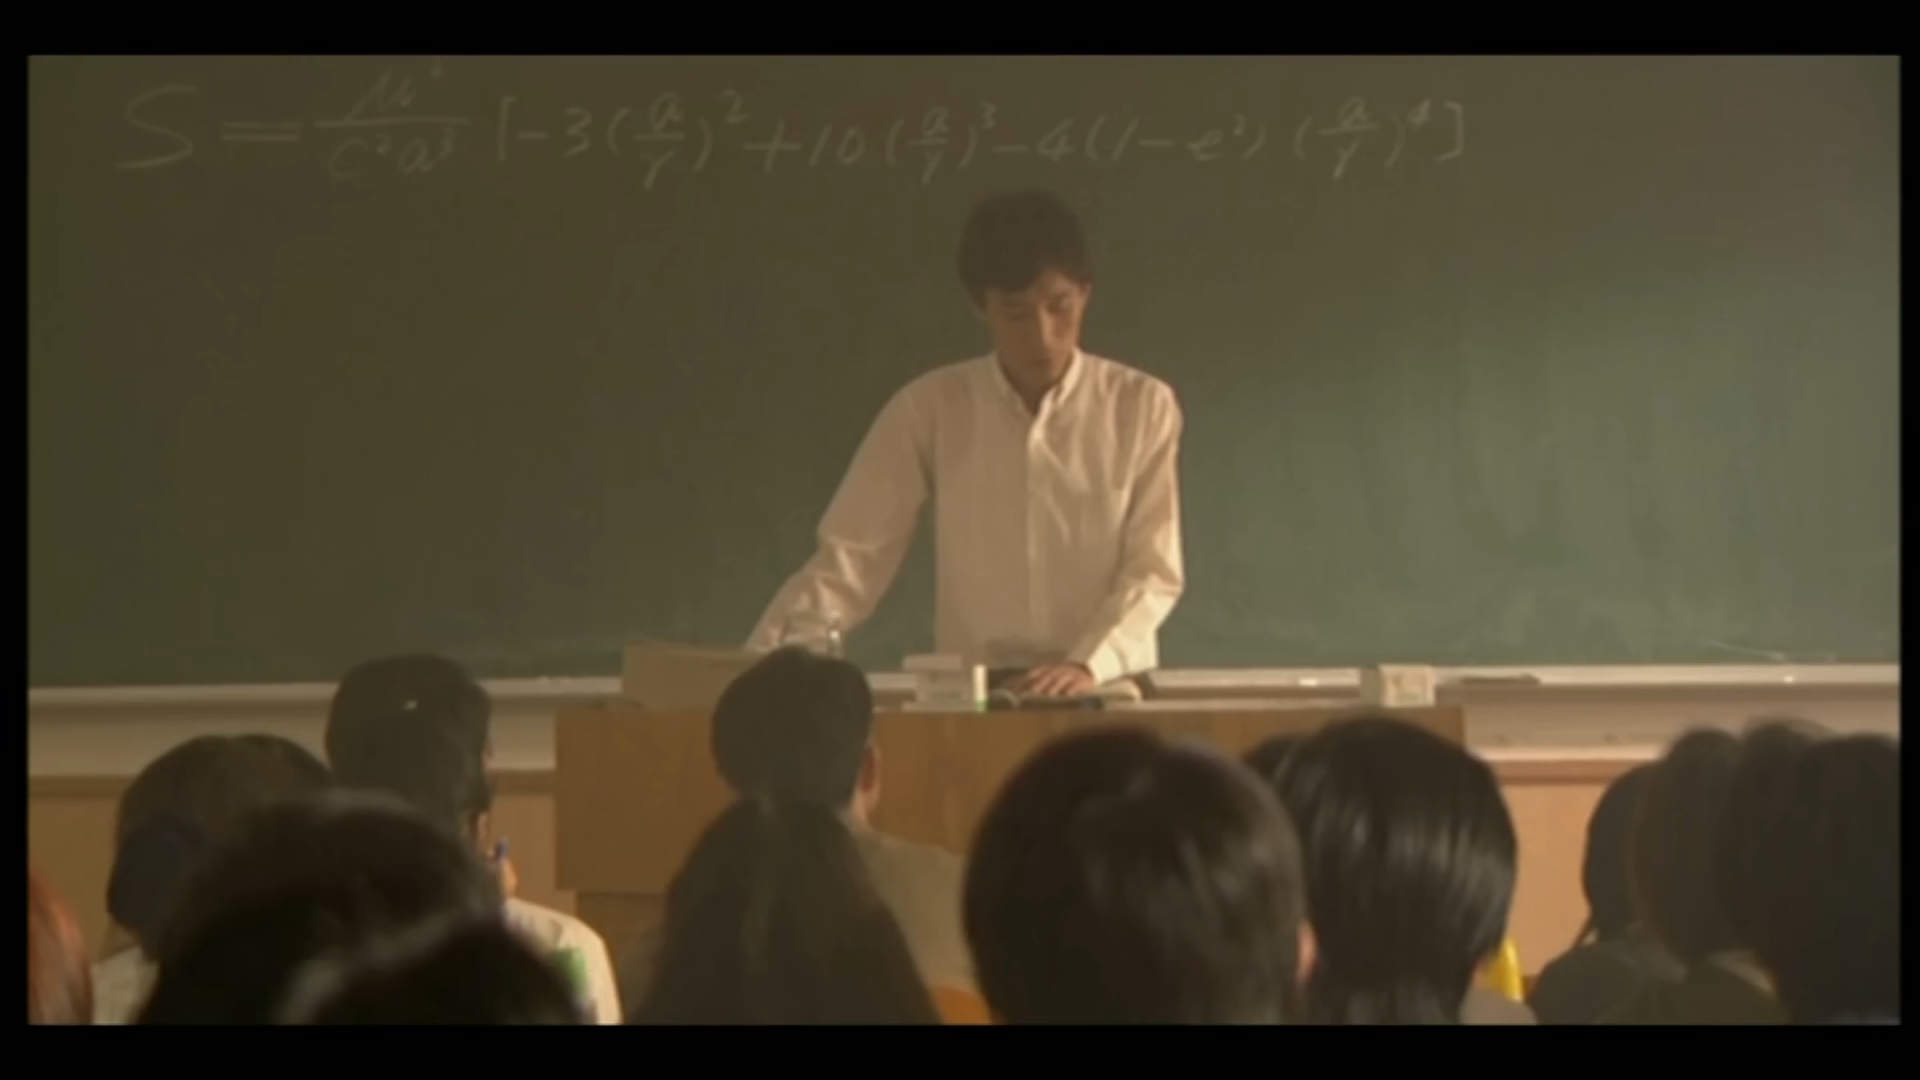 S = μ²/c²a³ [-3(a/r)² + 10(a/r)³ - 4(1-e²)(a/r)⁴]